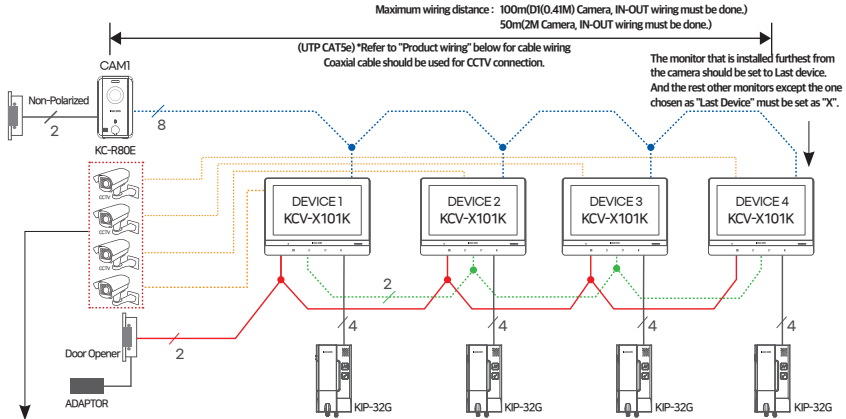 Maximum wiring distance : 100m(D1(0.41M) Camera, IN-OUT wiring must be done.)
50m(2M Camera, IN-OUT wiring must be done.)
(UTP CAT5e) *Refer to "Product wiring" below for cable wiring
Coaxial cable should be used for CCTV connection.
The monitor that is installed furthest from
the camera should be set to Last device.
And the rest other monitors except the one
chosen as "Last Device" must be set as "X".
CAM1
Non-Polarized
2
8
KC-R80E
CCTV
CCTV
CCTV
CCTV
DEVICE 1
KCV-X101K
DEVICE 2
KCV-X101K
DEVICE 3
KCV-X101K
DEVICE 4
KCV-X101K
2
2
4
4
4
4
Door Opener
ADAPTOR
KIP-32G
KIP-32G
KIP-32G
KIP-32G